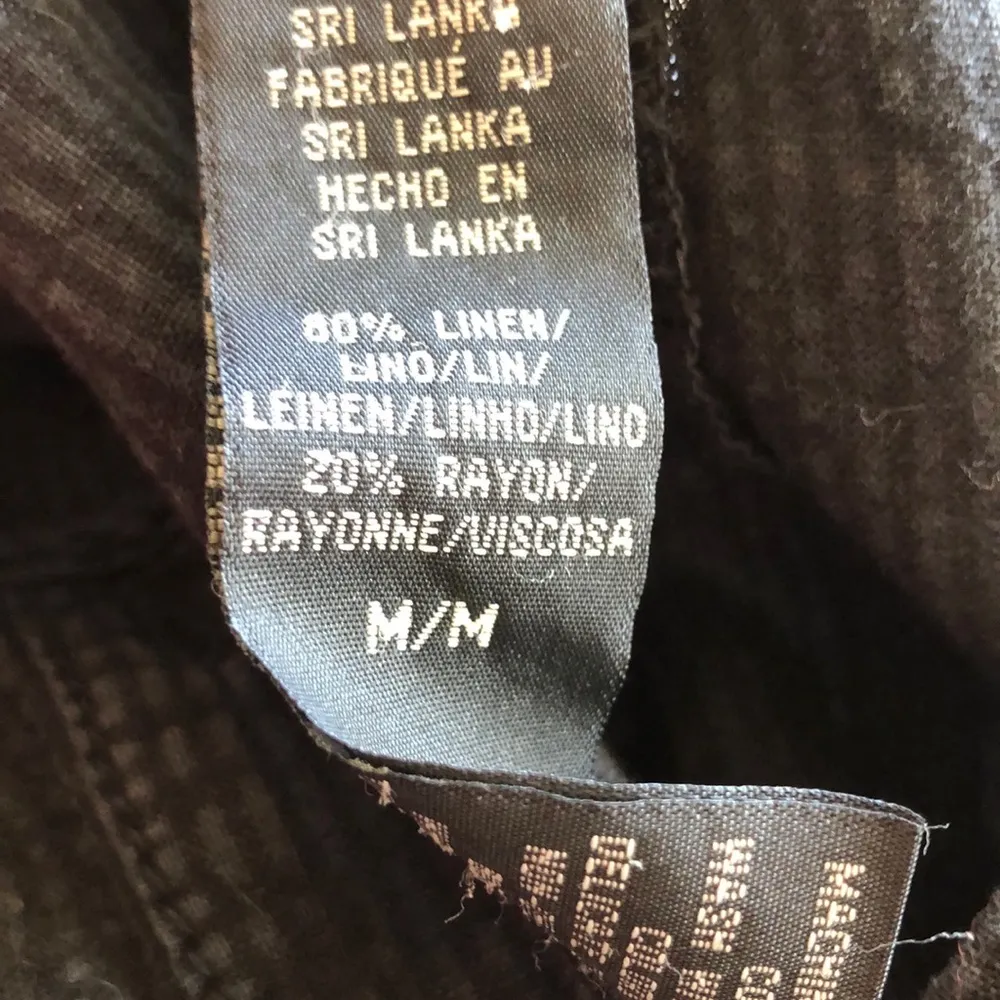 SRI LANKA
FABRIQUÉ AU
SRI LANKA
HECHO EN
SRI LANKA
80% LINEN/
LINO/LIN/
LEINEN/LINHO/LINO
20% RAYON/
RAYONNE/VISCOSA
M/M